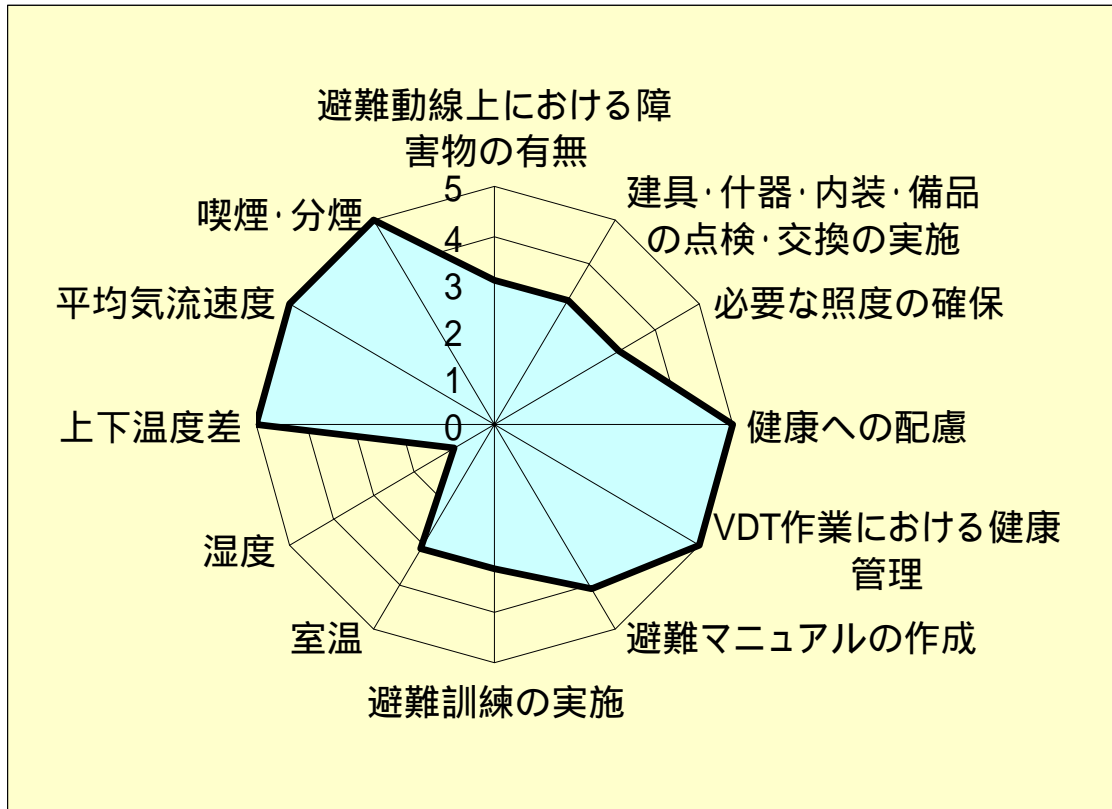 避難動線上における障
害物の有無
建具・什器・内装・備品
の点検・交換の実施
必要な照度の確保
健康への配慮
VDT作業における健康
管理
避難マニュアルの作成
避難訓練の実施
室温
湿度
上下温度差
平均気流速度
喫煙・分煙
5
4
3
2
1
0